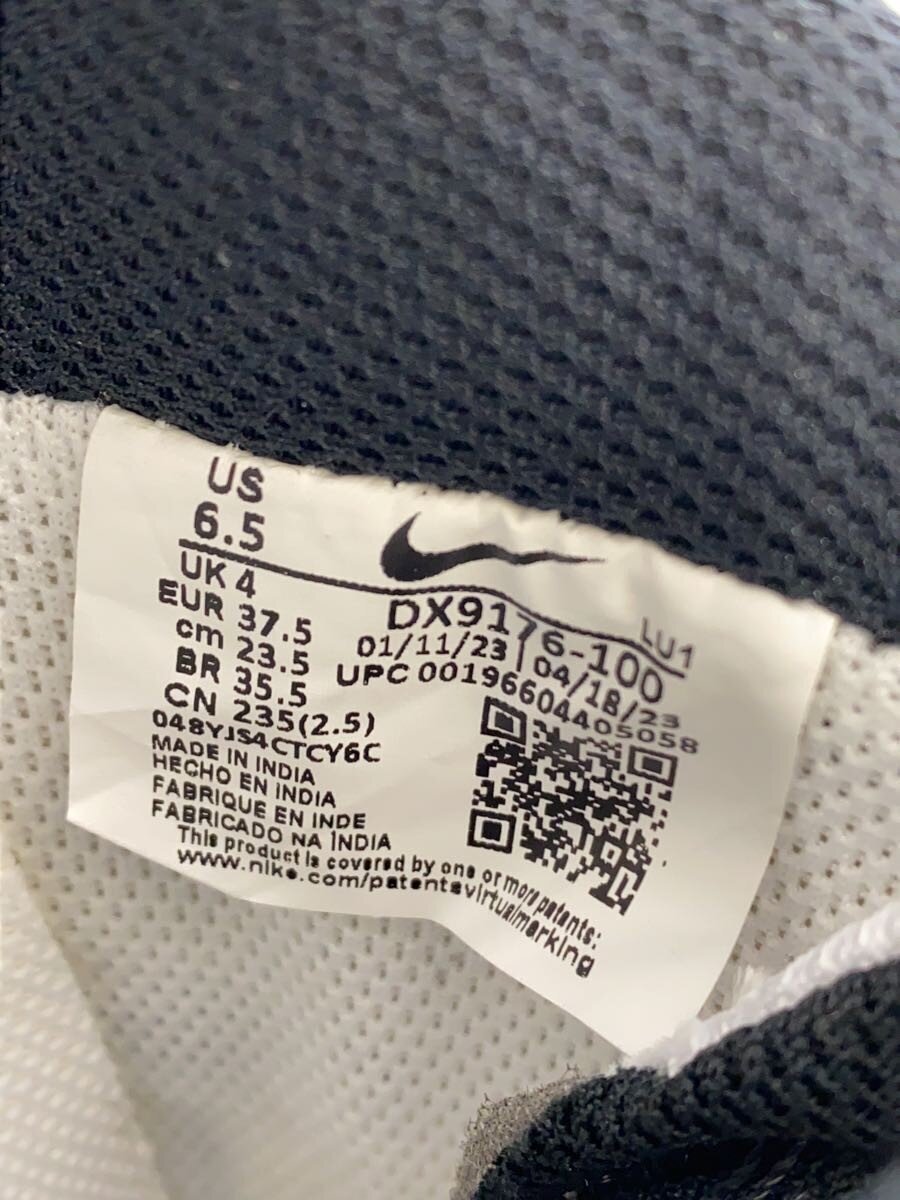 US
6.5
UK 4
EUR 37.5
cm 23.5
BR 35.5
CN 235(2.5)
048YJS4CTCY6C
MADE IN INDIA
HECHO EN INDIA
FABRIQUE EN INDE
FABRICADO NA INDIA
This product is covered by one or more patents:
www.nike.com/patentsvirtualmarking
DX9176-100
LU1
01/11/23 | 04/18/23
UPC 00196604405058